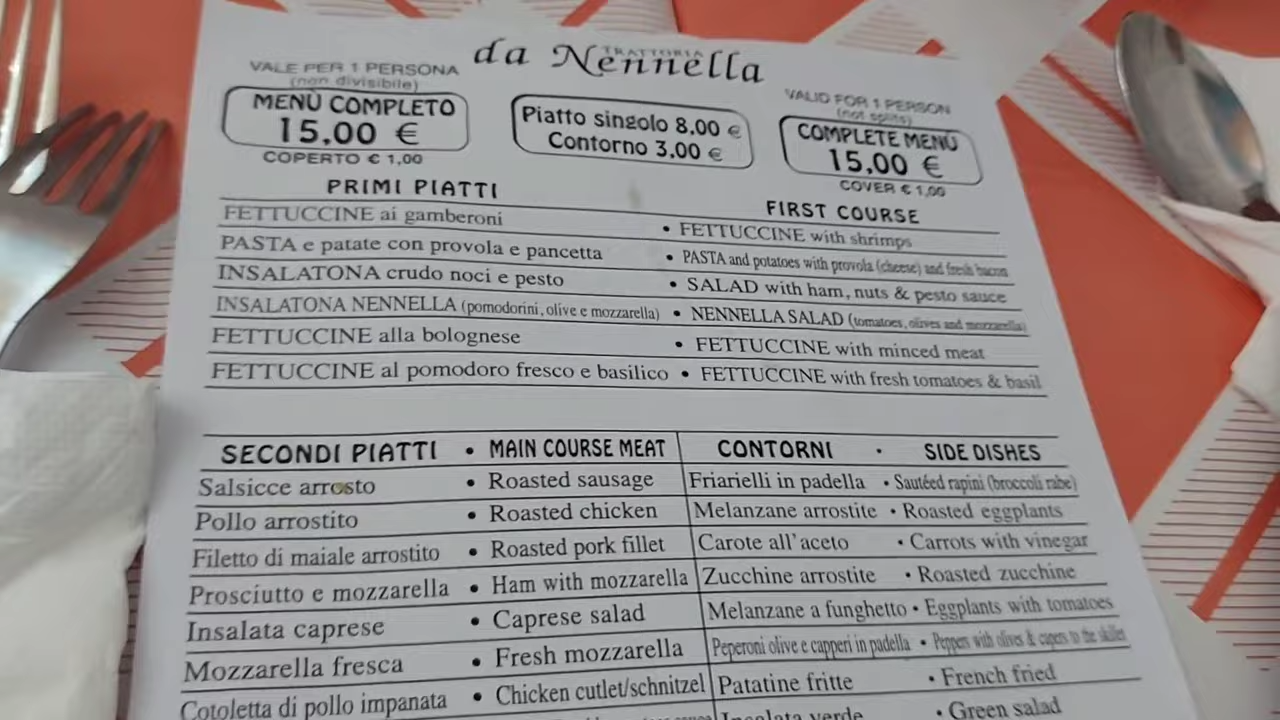 TRATTORIA
da Nennella
VALE PER 1 PERSONA
(non divisibile)
MENÙ COMPLETO
15,00 €
COPERTO € 1,00
Piatto singolo 8,00 €
Contorno 3,00 €
VALID FOR 1 PERSON
(not splits)
COMPLETE MENÙ
15,00 €
COVER € 1,00
PRIMI PIATTI
FIRST COURSE
FETTUCCINE ai gamberoni • FETTUCCINE with shrimps
PASTA e patate con provola e pancetta • PASTA and potatoes with provola (cheese) and fresh bacon
INSALATONA crudo noci e pesto • SALAD with ham, nuts & pesto sauce
INSALATONA NENNELLA (pomodorini, olive e mozzarella) • NENNELLA SALAD (tomatoes, olives and mozzarella)
FETTUCCINE alla bolognese • FETTUCCINE with minced meat
FETTUCCINE al pomodoro fresco e basilico • FETTUCCINE with fresh tomatoes & basil
SECONDI PIATTI • MAIN COURSE MEAT
Salsicce arrosto • Roasted sausage
Pollo arrostito • Roasted chicken
Filetto di maiale arrostito • Roasted pork fillet
Prosciutto e mozzarella • Ham with mozzarella
Insalata caprese • Caprese salad
Mozzarella fresca • Fresh mozzarella
Cotoletta di pollo impanata • Chicken cutlet/schnitzel
CONTORNI • SIDE DISHES
Friarielli in padella • Sautéed rapini (broccoli rabe)
Melanzane arrostite • Roasted eggplants
Carote all'aceto • Carrots with vinegar
Zucchine arrostite • Roasted zucchine
Melanzane a funghetto • Eggplants with tomatoes
Peperoni olive e capperi in padella • Peppers with olives & capers to the skillet
Patatine fritte • French fried
Insalata verde • Green salad